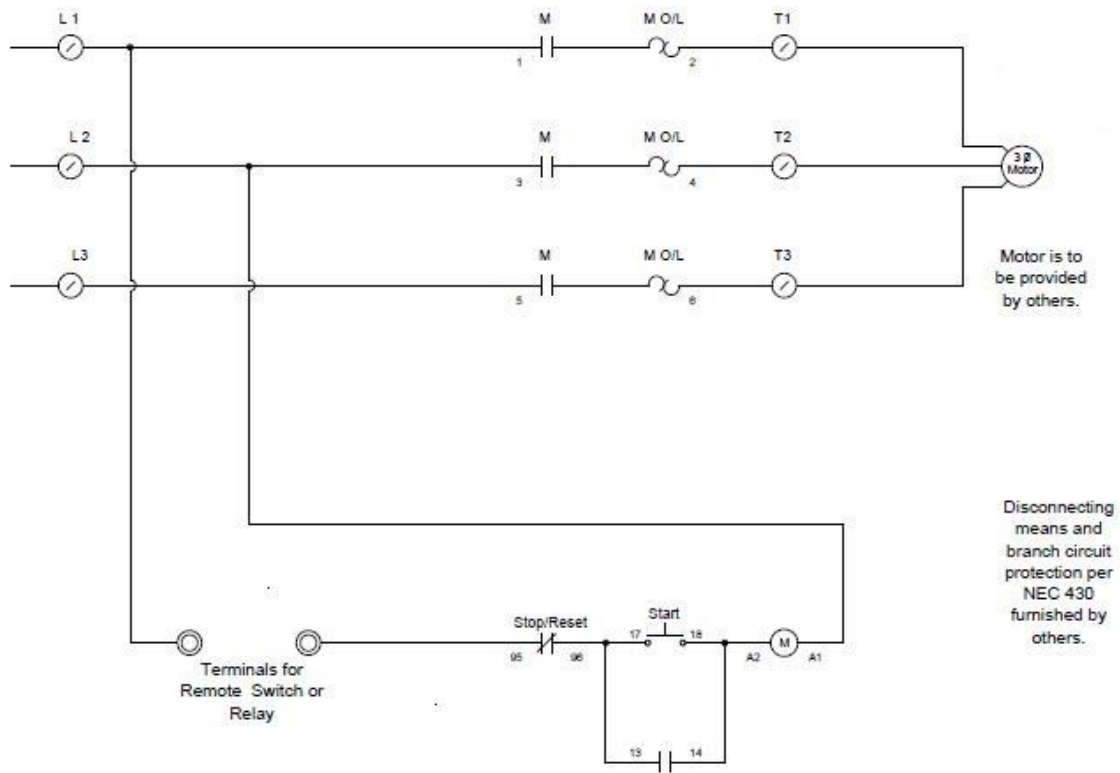 L 1
M
M O/L
T1
1
2
L 2
M
M O/L
T2
3
4
3 Ø
Motor
L3
M
M O/L
T3
5
6
Motor is to
be provided
by others.
Disconnecting
means and
branch circuit
protection per
NEC 430
furnished by
others.
Stop/Reset
Start
95
96
17
18
A2
M
A1
Terminals for
Remote Switch or
Relay
13
14